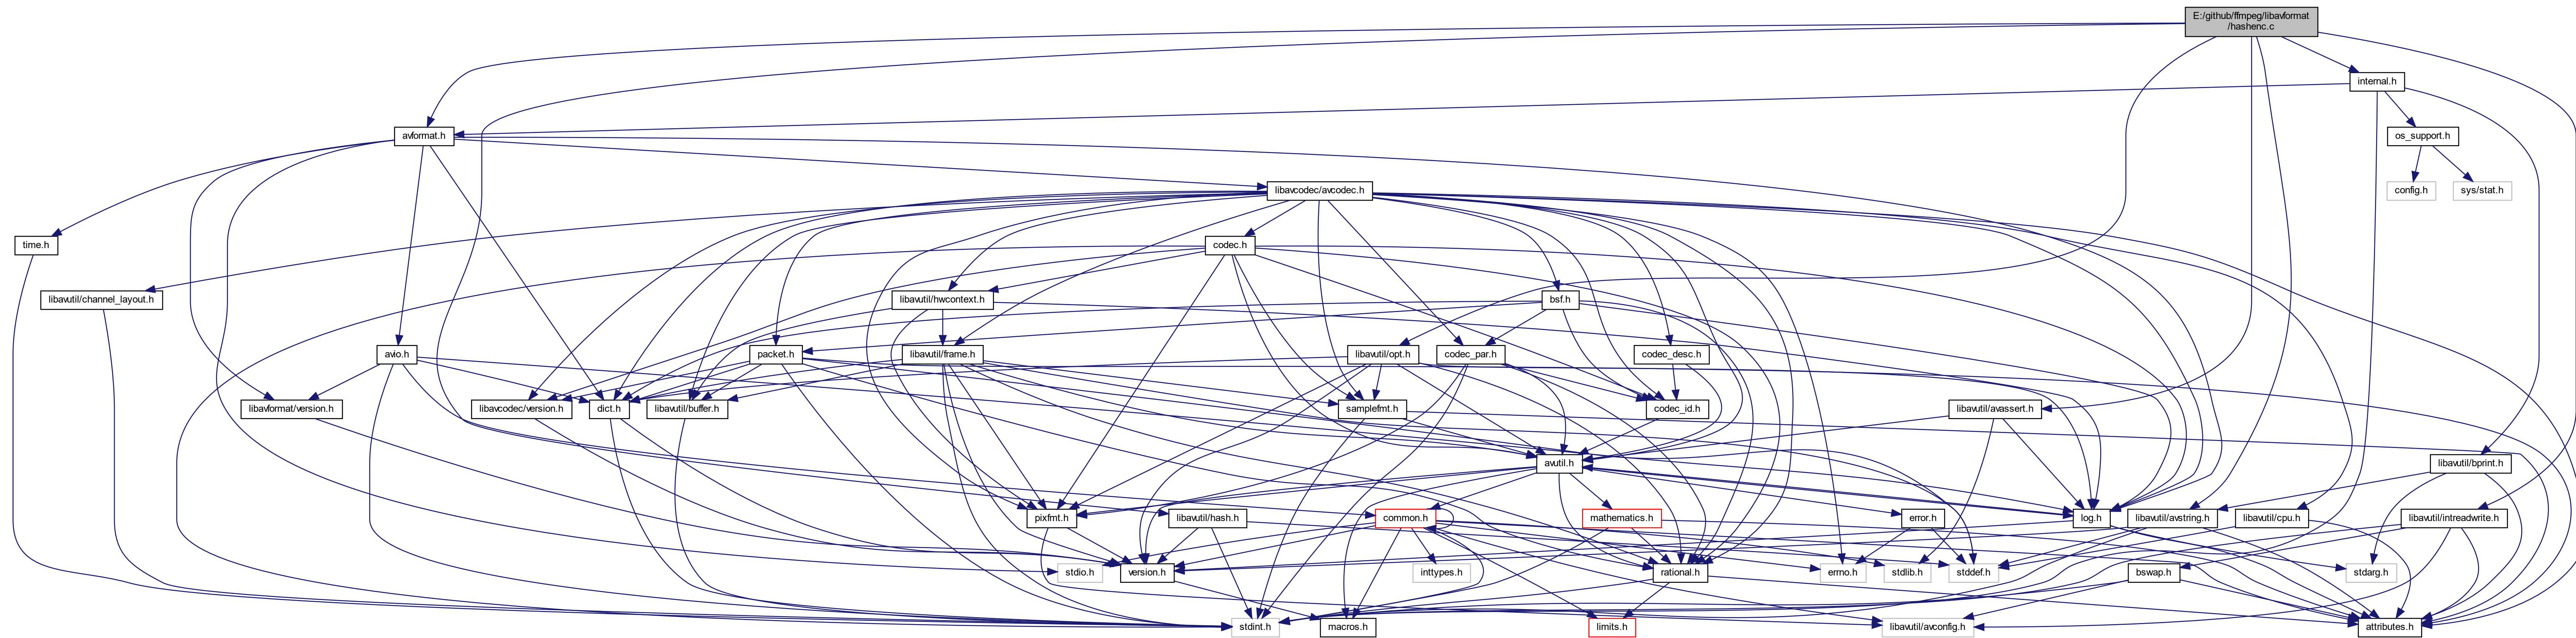 E:/github/ffmpeg/libavformat
/hashenc.c
internal.h
avformat.h
os_support.h
libavcodec/avcodec.h
config.h
sys/stat.h
time.h
codec.h
libavutil/channel_layout.h
libavutil/hwcontext.h
bsf.h
avio.h
packet.h
libavutil/frame.h
libavutil/opt.h
codec_par.h
codec_desc.h
libavformat/version.h
libavcodec/version.h
dict.h
libavutil/buffer.h
samplefmt.h
codec_id.h
libavutil/avassert.h
avutil.h
libavutil/bprint.h
pixfmt.h
libavutil/hash.h
common.h
mathematics.h
error.h
log.h
libavutil/avstring.h
libavutil/cpu.h
libavutil/intreadwrite.h
stdio.h
version.h
inttypes.h
rational.h
errno.h
stdlib.h
stddef.h
bswap.h
stdarg.h
stdint.h
macros.h
limits.h
libavutil/avconfig.h
attributes.h